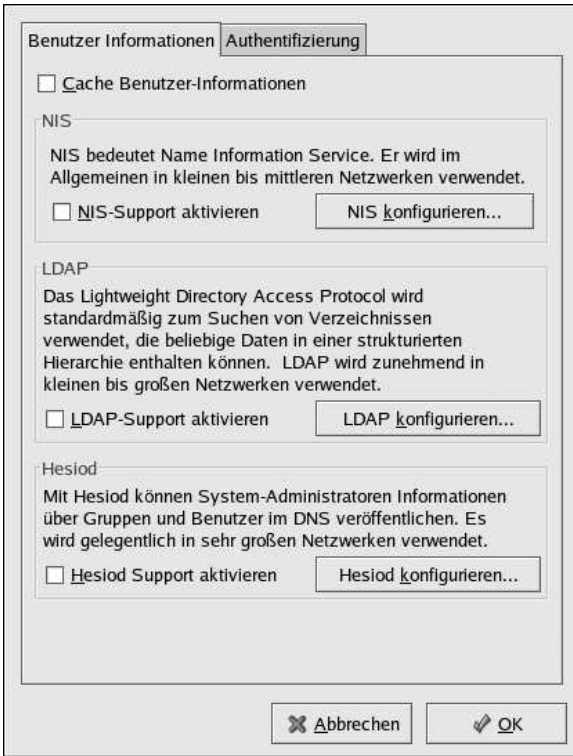 Benutzer Informationen Authentifizierung
Cache Benutzer-Informationen
NIS
NIS bedeutet Name Information Service. Er wird im
Allgemeinen in kleinen bis mittleren Netzwerken verwendet.
NIS-Support aktivieren NIS konfigurieren...
LDAP
Das Lightweight Directory Access Protocol wird
standardmäßig zum Suchen von Verzeichnissen
verwendet, die beliebige Daten in einer strukturierten
Hierarchie enthalten können. LDAP wird zunehmend in
kleinen bis großen Netzwerken verwendet.
LDAP-Support aktivieren LDAP konfigurieren...
Hesiod
Mit Hesiod können System-Administratoren Informationen
über Gruppen und Benutzer im DNS veröffentlichen. Es
wird gelegentlich in sehr großen Netzwerken verwendet.
Hesiod Support aktivieren Hesiod konfigurieren...
Abbrechen OK